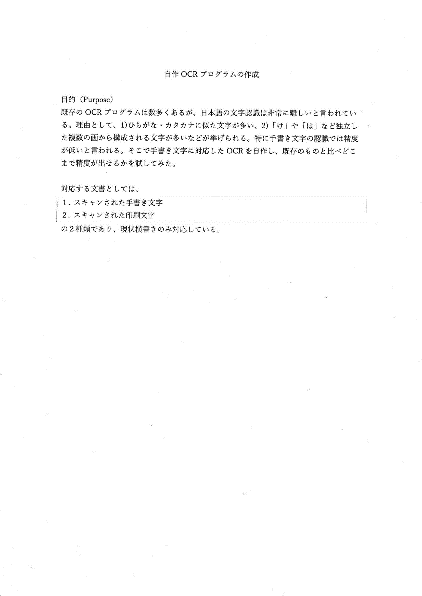 自作 OCR プログラムの作成
目的（Purpose）
既存の OCR プログラムは数多くあるが、日本語の文字認識は非常に難しいと言われてい
る。理由として、1)ひらがな・カタカナに似た文字が多い、2)「け」や「は」など独立し
た複数の画から構成される文字が多いなどが挙げられる。特に手書き文字の認識では精度
が低いと言われる。そこで手書き文字に対応した OCR を自作し、既存のものと比べどこ
まで精度が出せるかを試してみた。
対応する文書としては、
1．スキャンされた手書き文字
2．スキャンされた印刷文字
の2種類であり、現状横書きのみ対応している。